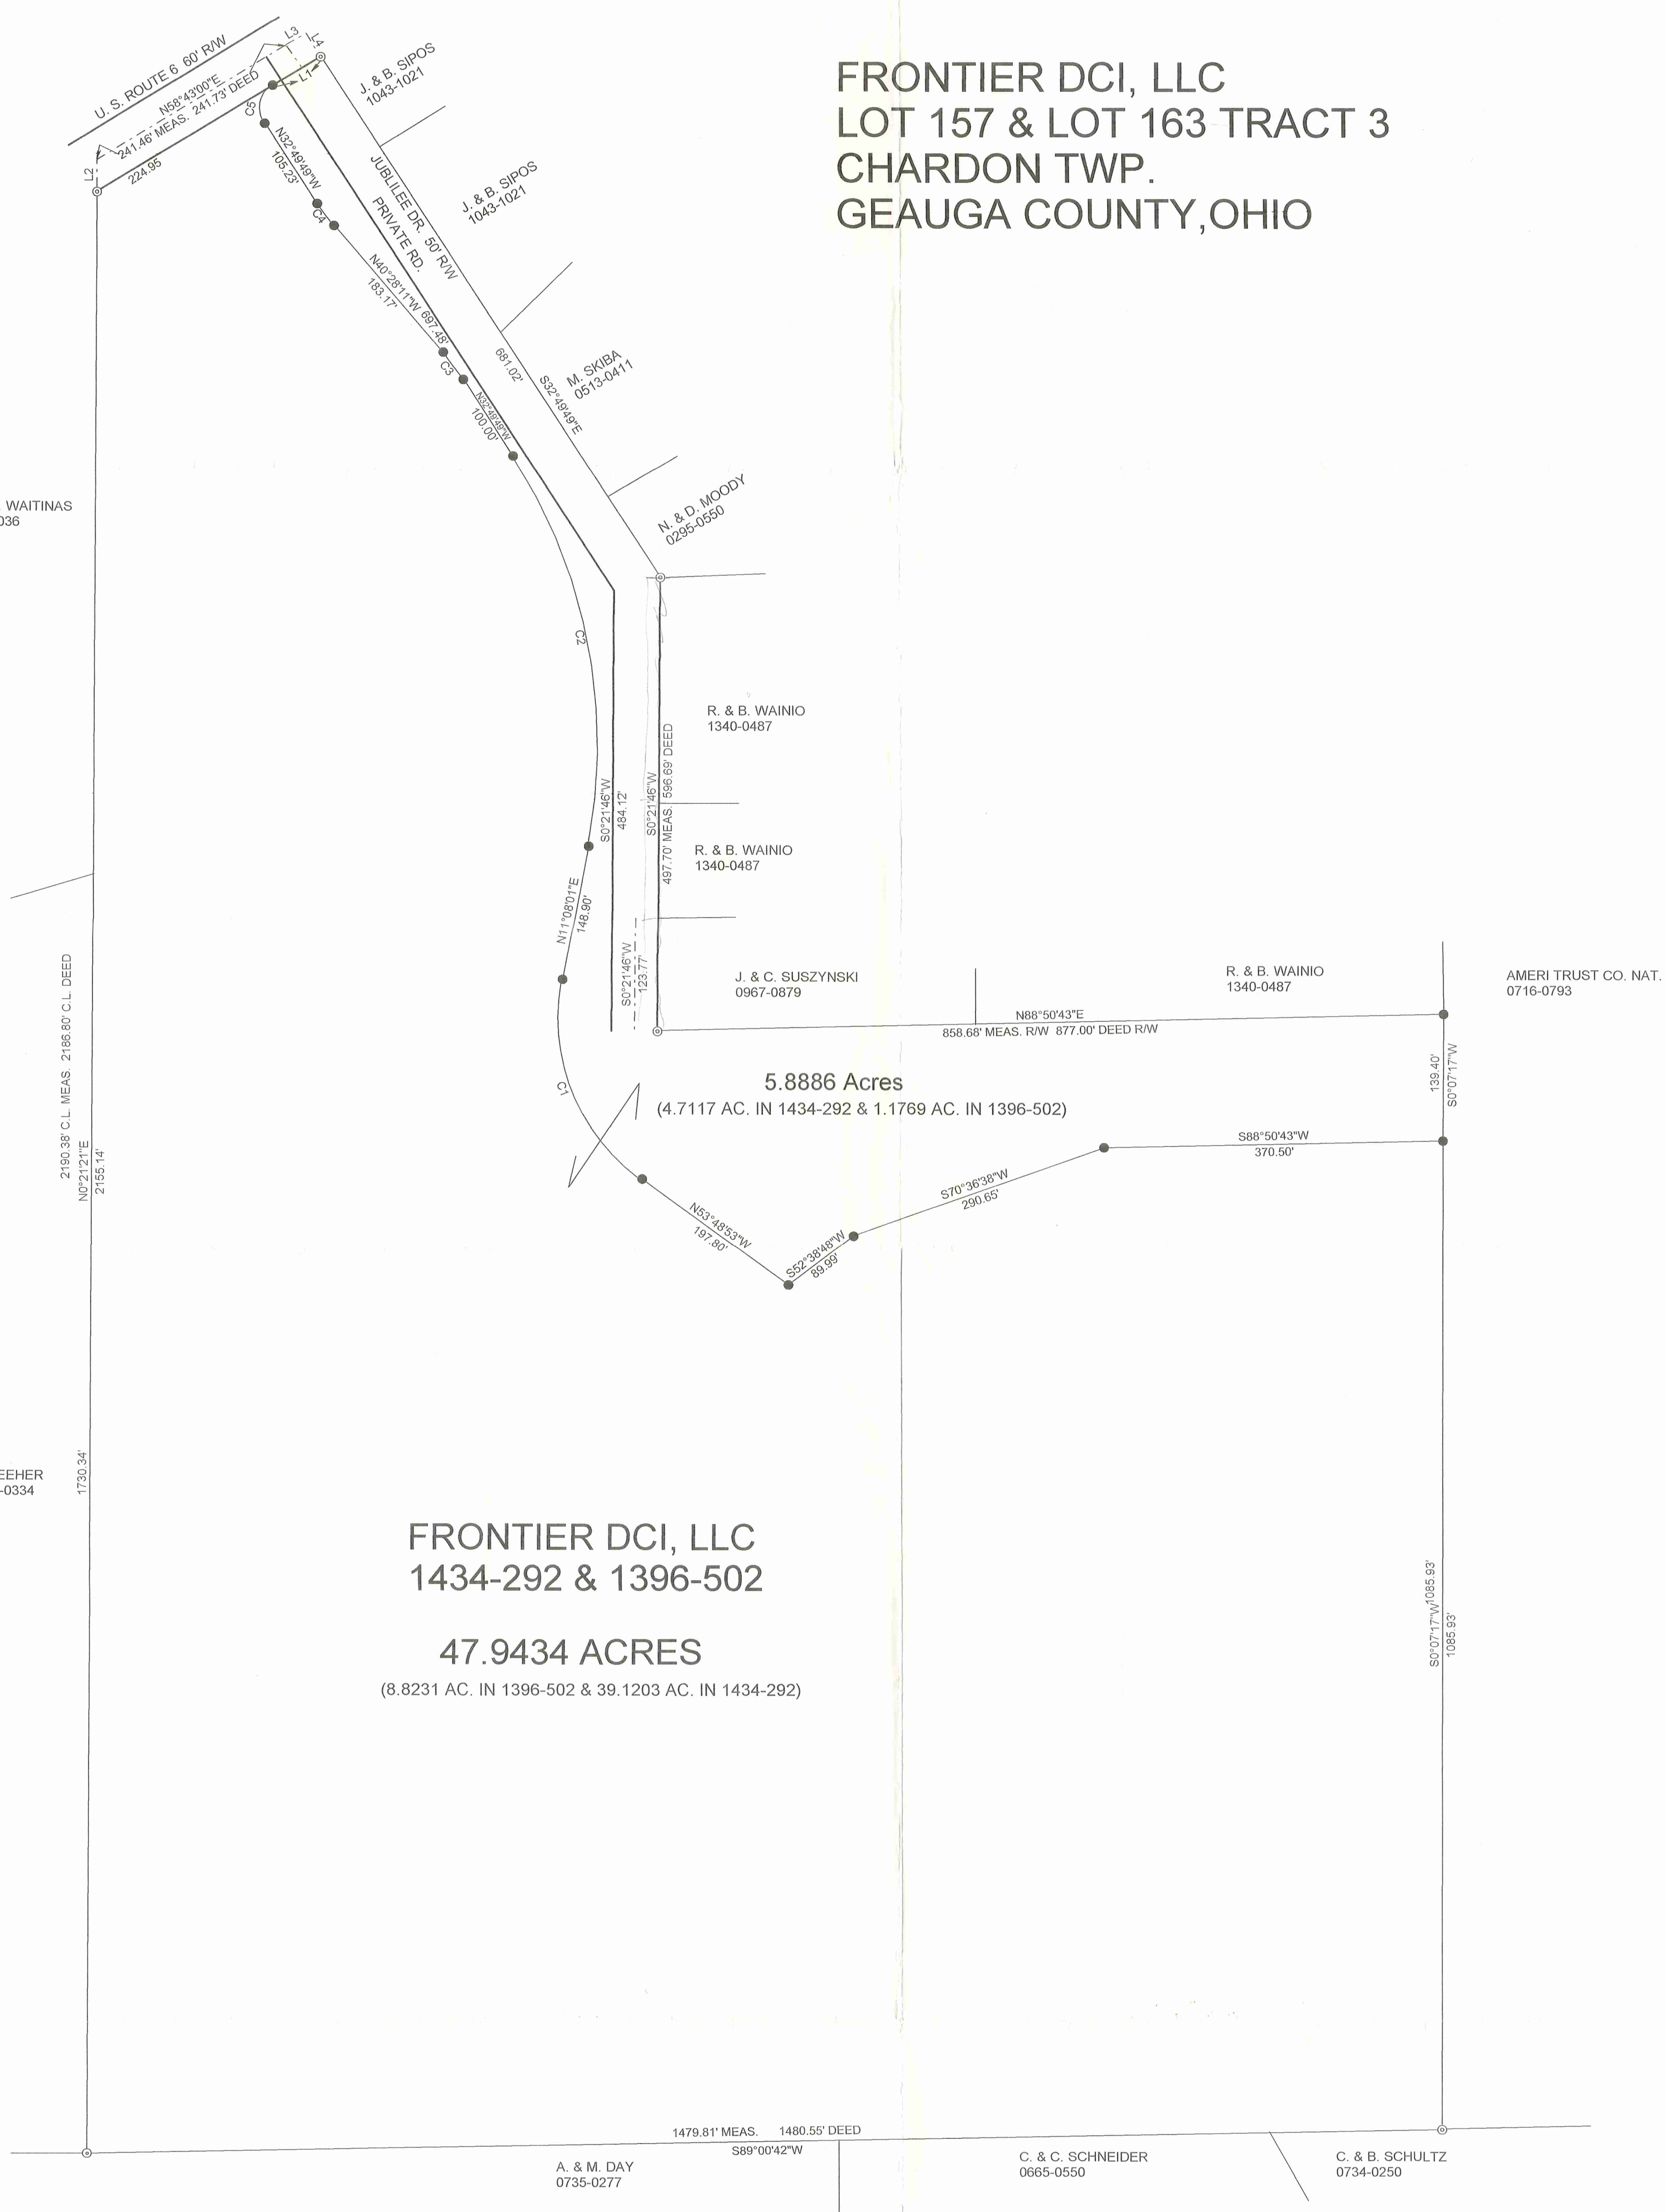 FRONTIER DCI, LLC
LOT 157 & LOT 163 TRACT 3
CHARDON TWP.
GEAUGA COUNTY,OHIO
U. S. ROUTE 6  60' R/W
N58°43'00"E
241.46' MEAS.  241.73' DEED
224.95
L2
L3
L4
L1
C5
N32°49'49"W
105.23'
C4
N40°28'11"W
183.17'
697.48'
C3
N32°49'49"W
100.00'
JUBLILEE DR.  50' R/W
PRIVATE RD.
J. & B. SIPOS
1043-1021
J. & B. SIPOS
1043-1021
681.02'
S32°49'49"E
M. SKIBA
0513-0411
N. & D. MOODY
0295-0550
WAITINAS
036
C2
R. & B. WAINIO
1340-0487
S0°21'46"W
484.12'
S0°21'46"W
497.70' MEAS.  596.69' DEED
R. & B. WAINIO
1340-0487
N11°08'01"E
148.90'
S0°21'46"W
123.77'
J. & C. SUSZYNSKI
0967-0879
R. & B. WAINIO
1340-0487
AMERI TRUST CO. NAT.
0716-0793
N88°50'43"E
858.68' MEAS. R/W  877.00' DEED R/W
139.40'
S0°07'17"W
C1
5.8886 Acres
(4.7117 AC. IN 1434-292 & 1.1769 AC. IN 1396-502)
S88°50'43"W
370.50'
S70°36'38"W
290.65'
S52°38'48"W
89.99'
N53°48'53"W
197.80'
2190.38' C.L. MEAS.  2186.80' C.L. DEED
N0°21'21"E
2155.14'
1730.34'
EEHER
-0334
FRONTIER DCI, LLC
1434-292 & 1396-502
47.9434 ACRES
(8.8231 AC. IN 1396-502 & 39.1203 AC. IN 1434-292)
S0°07'17"W
1085.93'
1085.93'
1479.81' MEAS.      1480.55' DEED
S89°00'42"W
A. & M. DAY
0735-0277
C. & C. SCHNEIDER
0665-0550
C. & B. SCHULTZ
0734-0250